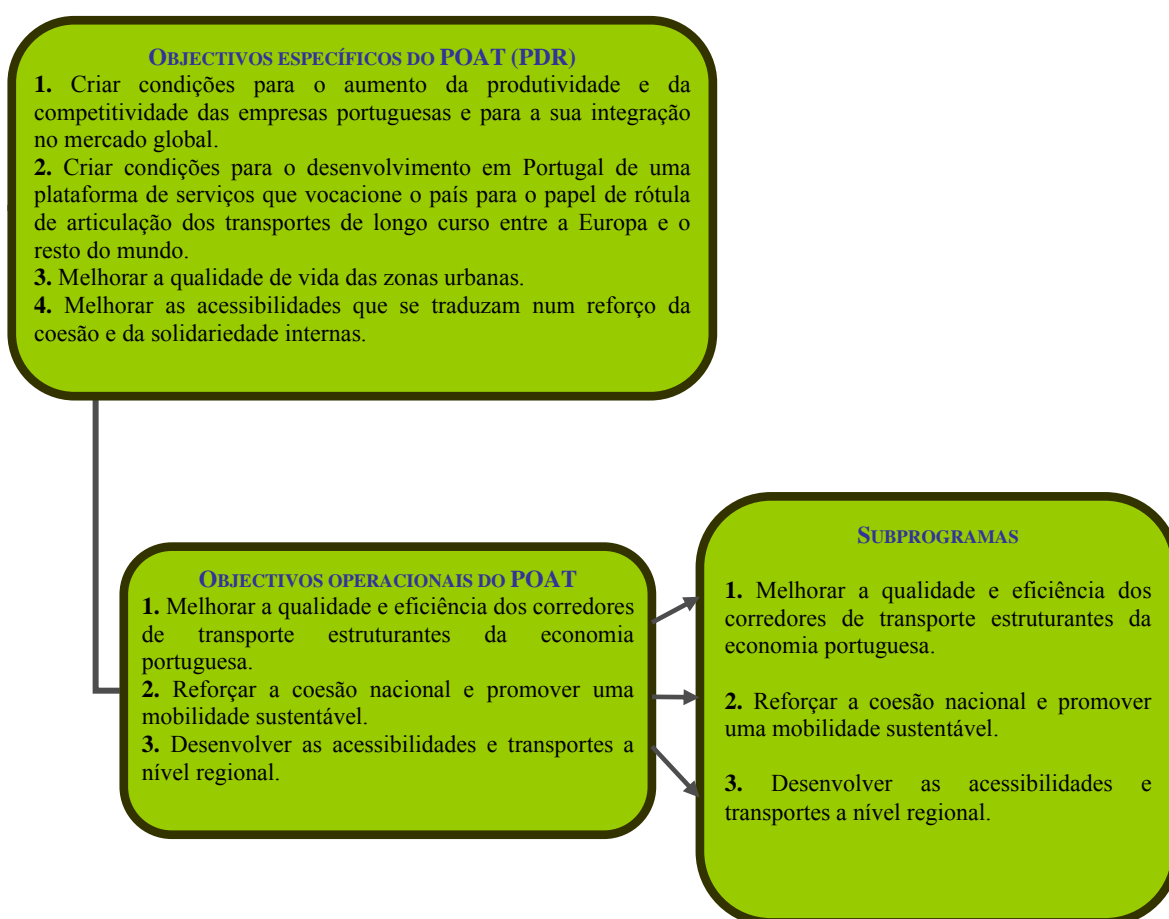 OBJECTIVOS ESPECÍFICOS DO POAT (PDR)
1. Criar condições para o aumento da produtividade e da
competitividade das empresas portuguesas e para a sua integração
no mercado global.
2. Criar condições para o desenvolvimento em Portugal de uma
plataforma de serviços que vocacione o país para o papel de rótula
de articulação dos transportes de longo curso entre a Europa e o
resto do mundo.
3. Melhorar a qualidade de vida das zonas urbanas.
4. Melhorar as acessibilidades que se traduzam num reforço da
coesão e da solidariedade internas.
OBJECTIVOS OPERACIONAIS DO POAT
1. Melhorar a qualidade e eficiência dos corredores
de transporte estruturantes da economia
portuguesa.
2. Reforçar a coesão nacional e promover uma
mobilidade sustentável.
3. Desenvolver as acessibilidades e transportes a
nível regional.
SUBPROGRAMAS
1. Melhorar a qualidade e eficiência dos
corredores de transporte estruturantes da
economia portuguesa.
2. Reforçar a coesão nacional e promover
uma mobilidade sustentável.
3. Desenvolver as acessibilidades e
transportes a nível regional.